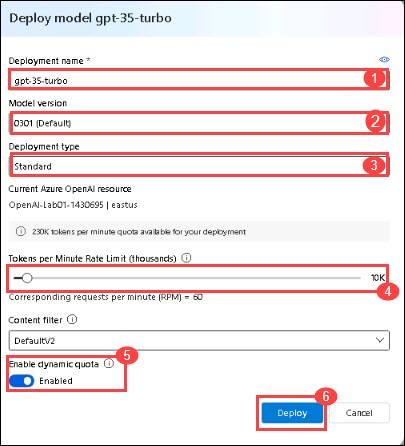 Deploy model gpt-35-turbo
Deployment name *
gpt-35-turbo
1
Model version
0301 (Default)
2
Deployment type
Standard
3
Current Azure OpenAI resource
OpenAI-Lab01-1430695 | eastus
230K tokens per minute quota available for your deployment
Tokens per Minute Rate Limit (thousands)
10K
4
Corresponding requests per minute (RPM) = 60
Content filter
DefaultV2
Enable dynamic quota
5
Enabled
6
Deploy
Cancel